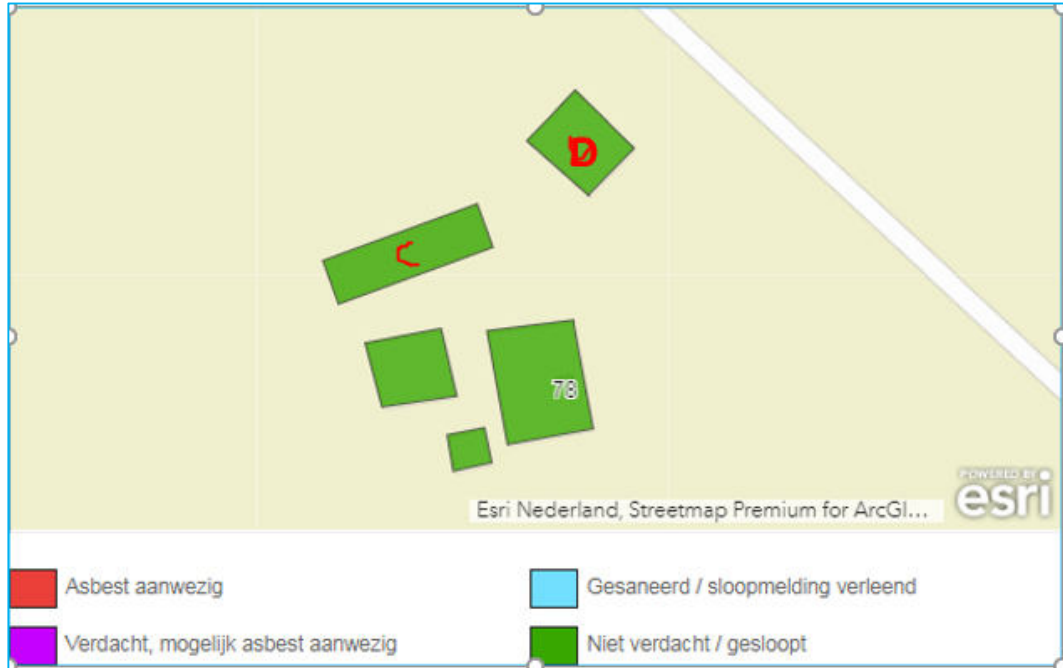 D
C
78
POWERED BY
esri
Esri Nederland, Streetmap Premium for ArcGI...
Asbest aanwezig
Gesaneerd / sloopmelding verleend
Verdacht, mogelijk asbest aanwezig
Niet verdacht / gesloopt